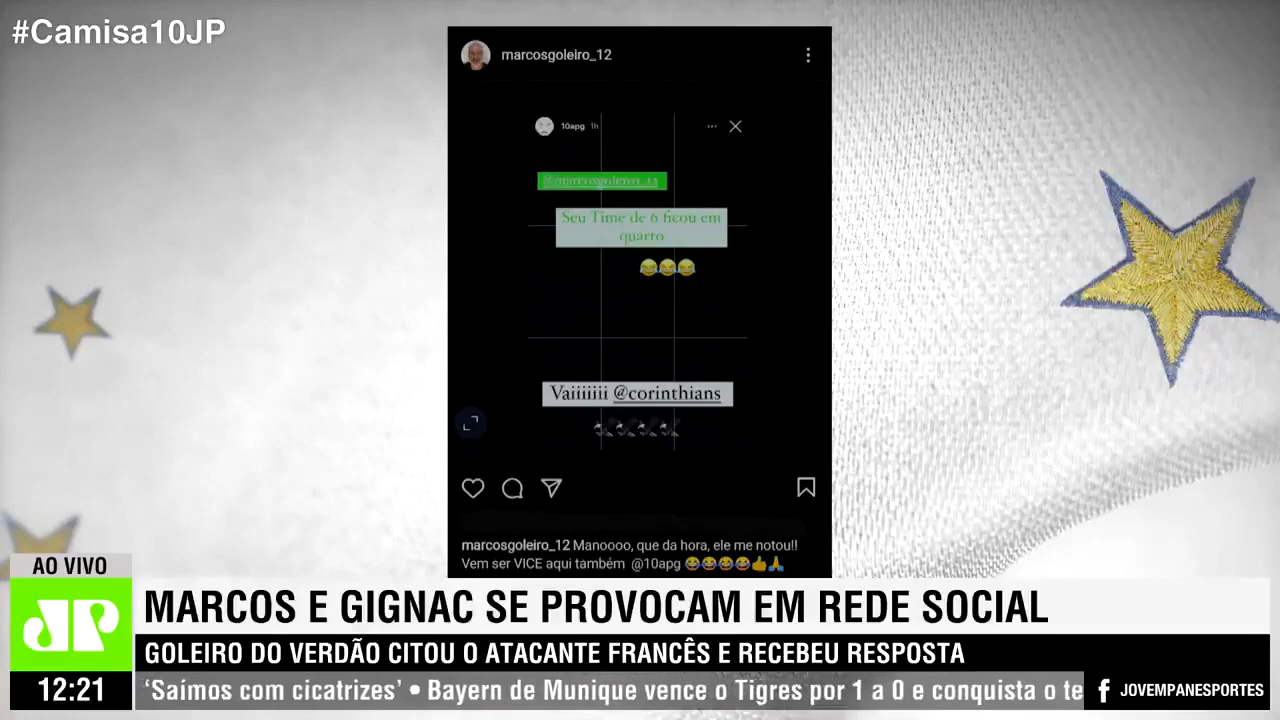 #Camisa10JP
marcosgoleiro_12
10apg 1h
Seu Time de 6 ficou em
quarto
Vaiiiiiii @corinthians
marcosgoleiro_12 Manoooo, que da hora, ele me notou!!
Vem ser VICE aqui também @10apg 😂😂😂😂👍🙏
AO VIVO
JP
12:21
MARCOS E GIGNAC SE PROVOCAM EM REDE SOCIAL
GOLEIRO DO VERDÃO CITOU O ATACANTE FRANCÊS E RECEBEU RESPOSTA
'Saímos com cicatrizes' • Bayern de Munique vence o Tigres por 1 a 0 e conquista o te
f JOVEMPANESPORTES